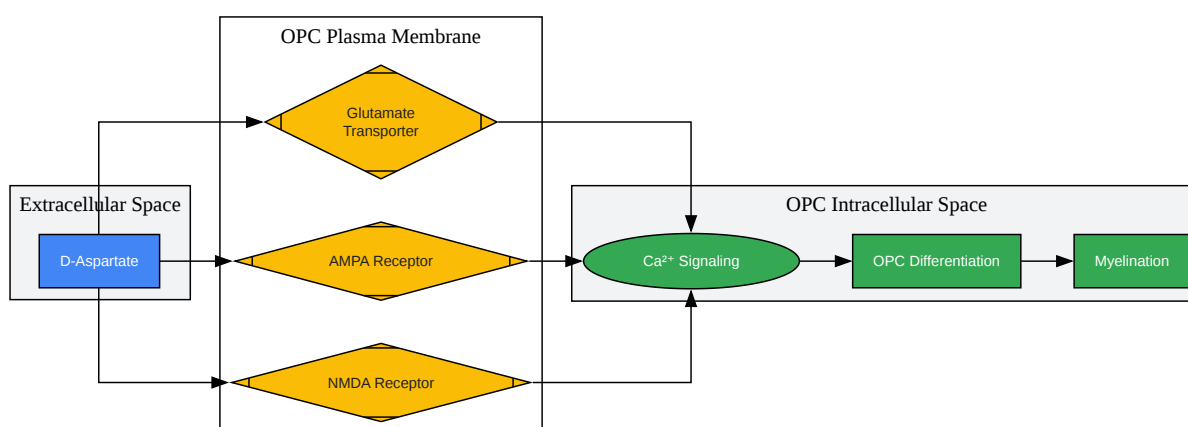 OPC Plasma Membrane
Glutamate
Transporter
Extracellular Space
OPC Intracellular Space
D-Aspartate
AMPA Receptor
Ca²⁺ Signaling
OPC Differentiation
Myelination
NMDA Receptor